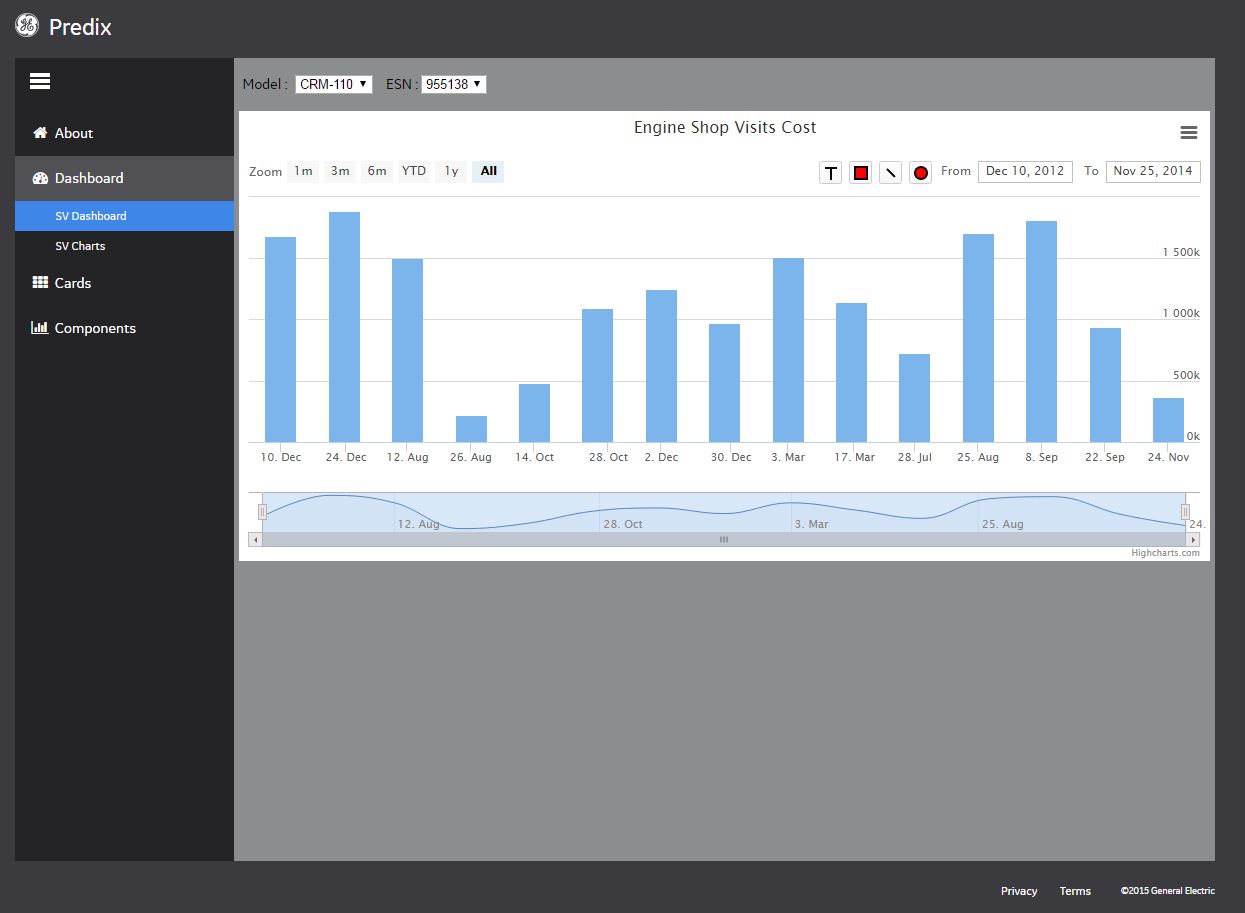 Predix
Model : CRM-110 ESN : 955138
About
Dashboard
SV Dashboard
SV Charts
Cards
Components
Engine Shop Visits Cost
Zoom 1m 3m 6m YTD 1y All T From Dec 10, 2012 To Nov 25, 2014
1 500k
1 000k
500k
0k
10. Dec 24. Dec 12. Aug 26. Aug 14. Oct 28. Oct 2. Dec 30. Dec 3. Mar 17. Mar 28. Jul 25. Aug 8. Sep 22. Sep 24. Nov
12. Aug 28. Oct 3. Mar 25. Aug 24.
Highcharts.com
Privacy Terms ©2015 General Electric